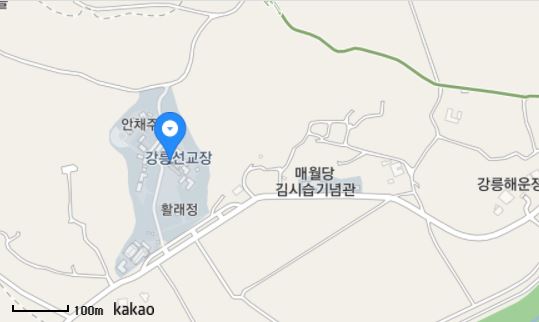 안채주
강릉선교장
매월당
김시습기념관
강릉해운정
활래정
100m kakao